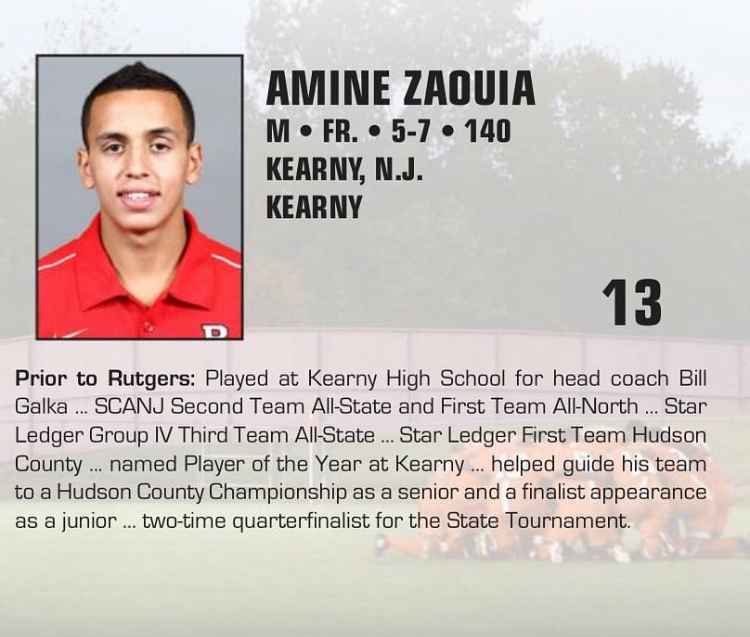 AMINE ZAOUIA
M • FR. • 5-7 • 140
KEARNY, N.J.
KEARNY
13
R
Prior to Rutgers: Played at Kearny High School for head coach Bill
Galka ... SCANJ Second Team All-State and First Team All-North ... Star
Ledger Group IV Third Team All-State ... Star Ledger First Team Hudson
County ... named Player of the Year at Kearny ... helped guide his team
to a Hudson County Championship as a senior and a finalist appearance
as a junior ... two-time quarterfinalist for the State Tournament.